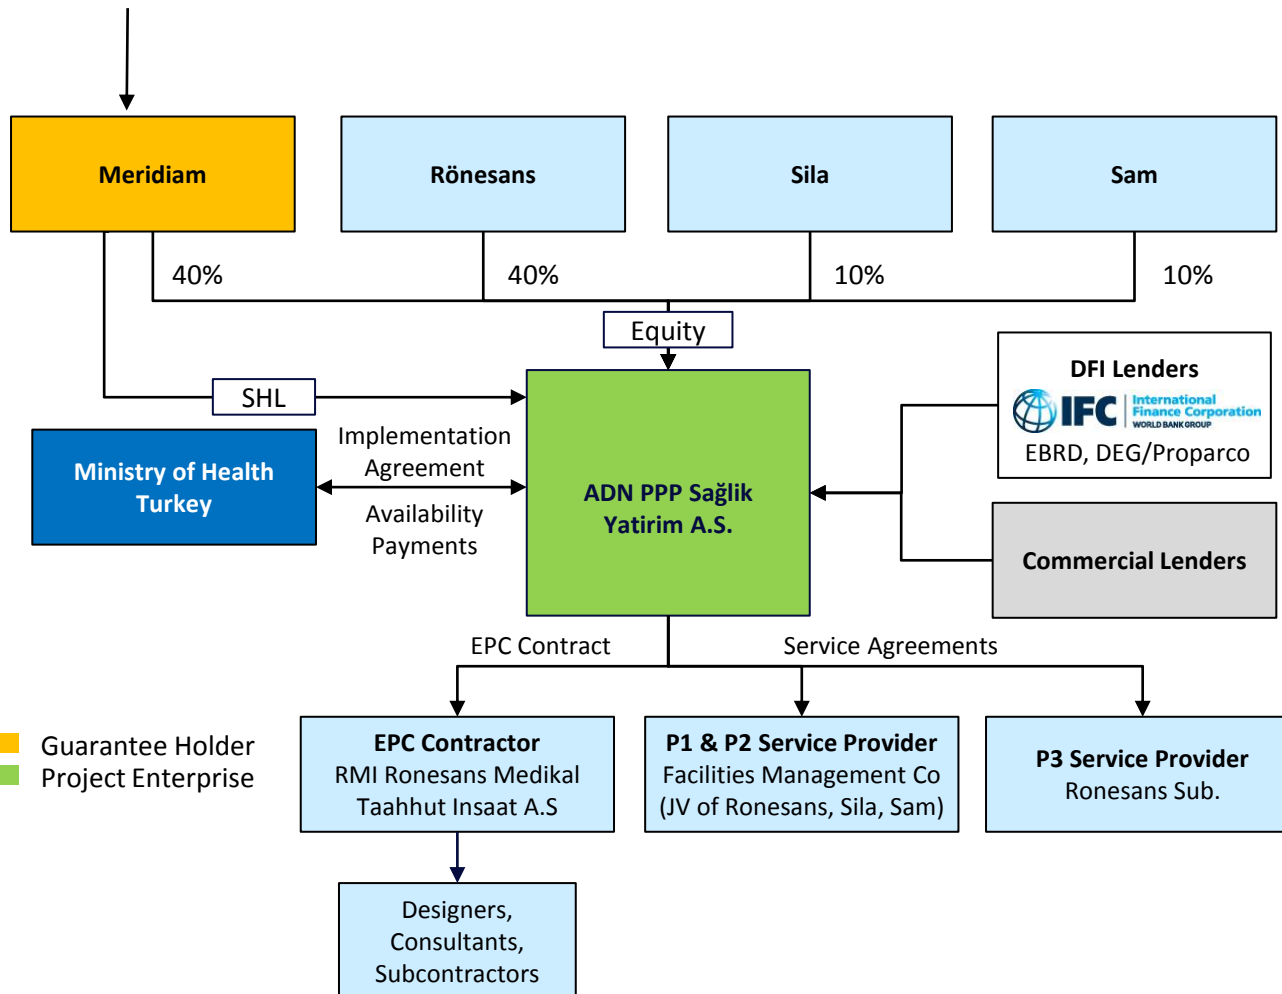 Meridiam
Rönesans
Sila
Sam
40%
40%
10%
10%
Equity
SHL
DFI Lenders
IFC
International
Finance Corporation
WORLD BANK GROUP
EBRD, DEG/Proparco
Ministry of Health
Turkey
Implementation
Agreement
Availability
Payments
ADN PPP Sağlik
Yatirim A.S.
Commercial Lenders
EPC Contract
Service Agreements
Guarantee Holder
Project Enterprise
EPC Contractor
RMI Ronesans Medikal
Taahhut Insaat A.S
P1 & P2 Service Provider
Facilities Management Co
(JV of Ronesans, Sila, Sam)
P3 Service Provider
Ronesans Sub.
Designers,
Consultants,
Subcontractors